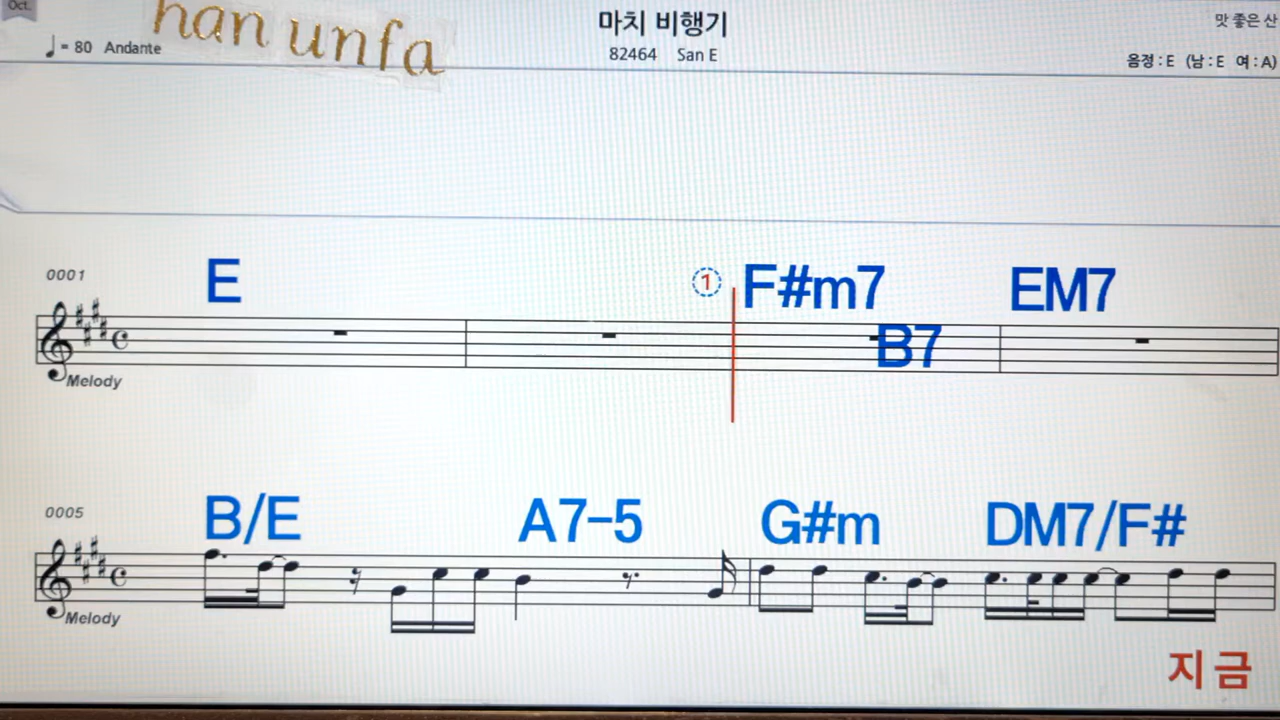 Oct.
han unfa
마치 비행기
맛 좋은 산
♩= 80 Andante
82464 San E
음정 : E (남 : E 여 : A)
0001
E
①
F#m7
B7
EM7
Melody
0005
B/E
A7-5
G#m
DM7/F#
Melody
지금